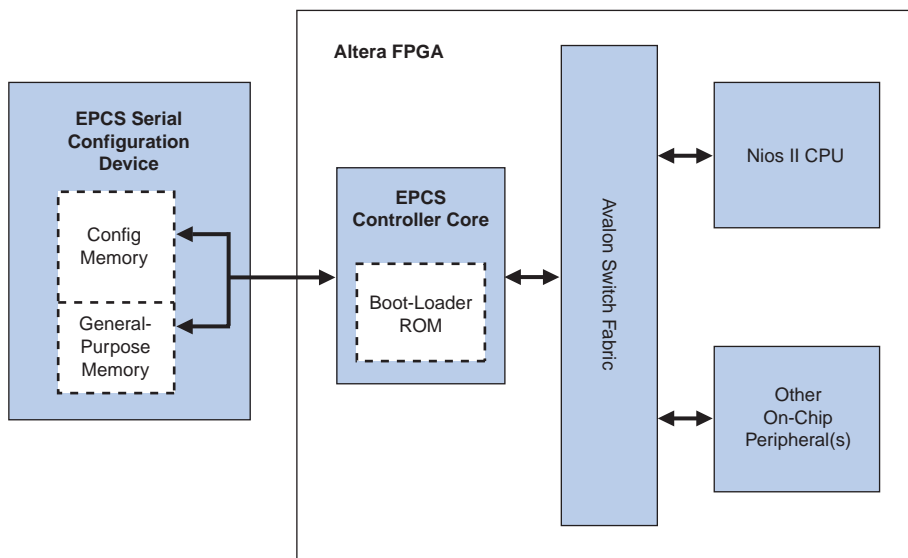 Altera FPGA
EPCS Serial
Configuration
Device
Config
Memory
General-
Purpose
Memory
EPCS
Controller Core
Boot-Loader
ROM
Avalon Switch Fabric
Nios II CPU
Other
On-Chip
Peripheral(s)